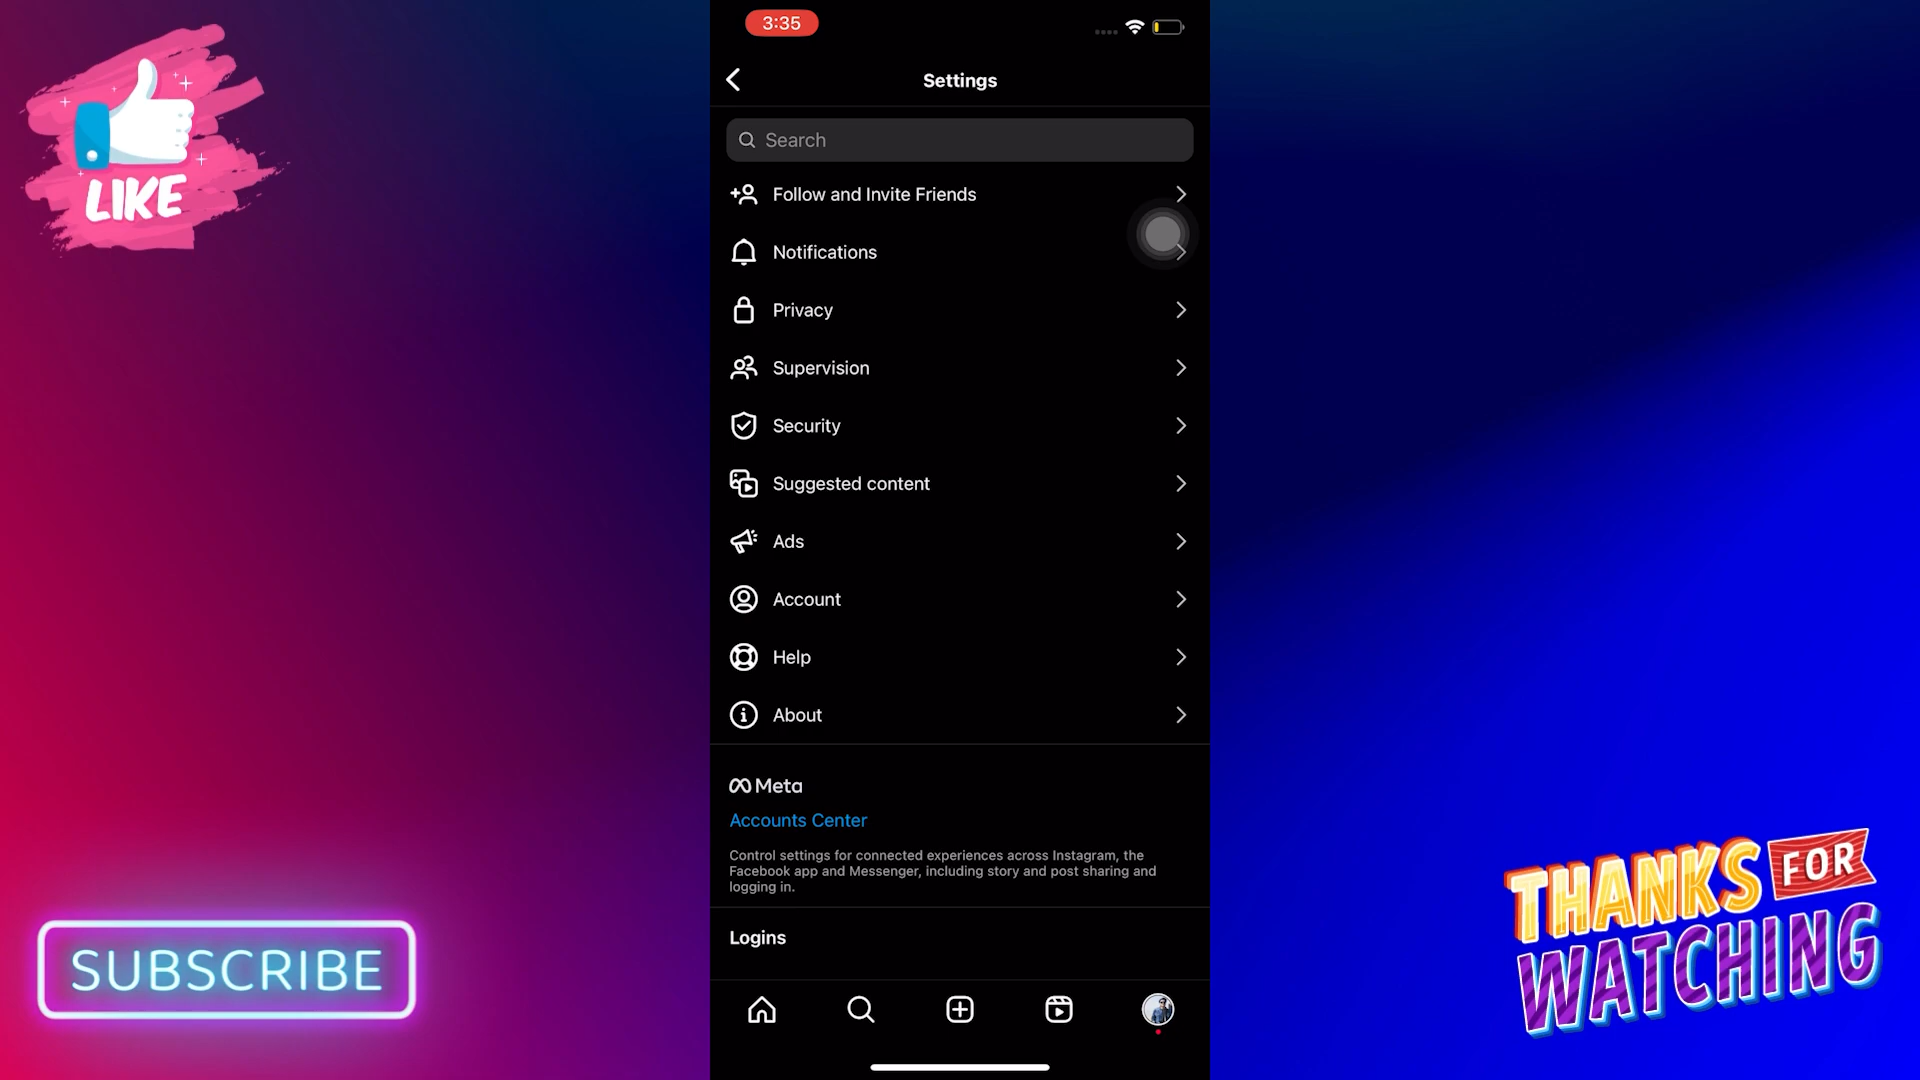 LIKE
3:35
Settings
Search
Follow and Invite Friends
Notifications
Privacy
Supervision
Security
Suggested content
Ads
Account
Help
About
Meta
Accounts Center
Control settings for connected experiences across Instagram, the
Facebook app and Messenger, including story and post sharing and
logging in.
Logins
SUBSCRIBE
THANKS FOR
WATCHING